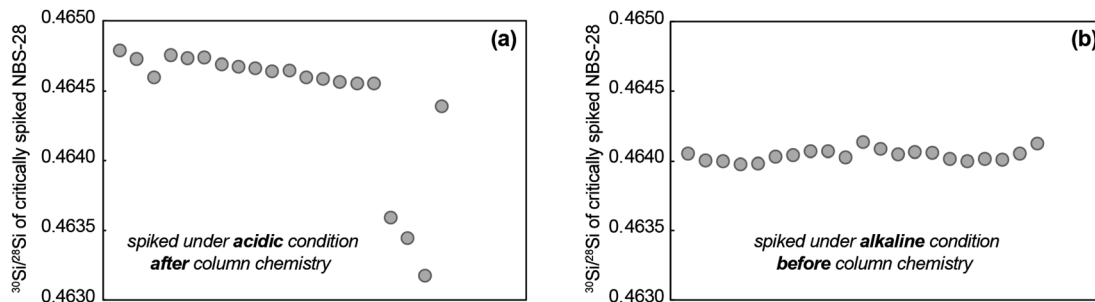 ³⁰Si/²⁸Si of critically spiked NBS-28
0.4650
0.4645
0.4640
0.4635
0.4630
(a)
spiked under acidic condition
after column chemistry
³⁰Si/²⁸Si of critically spiked NBS-28
0.4650
0.4645
0.4640
0.4635
0.4630
(b)
spiked under alkaline condition
before column chemistry